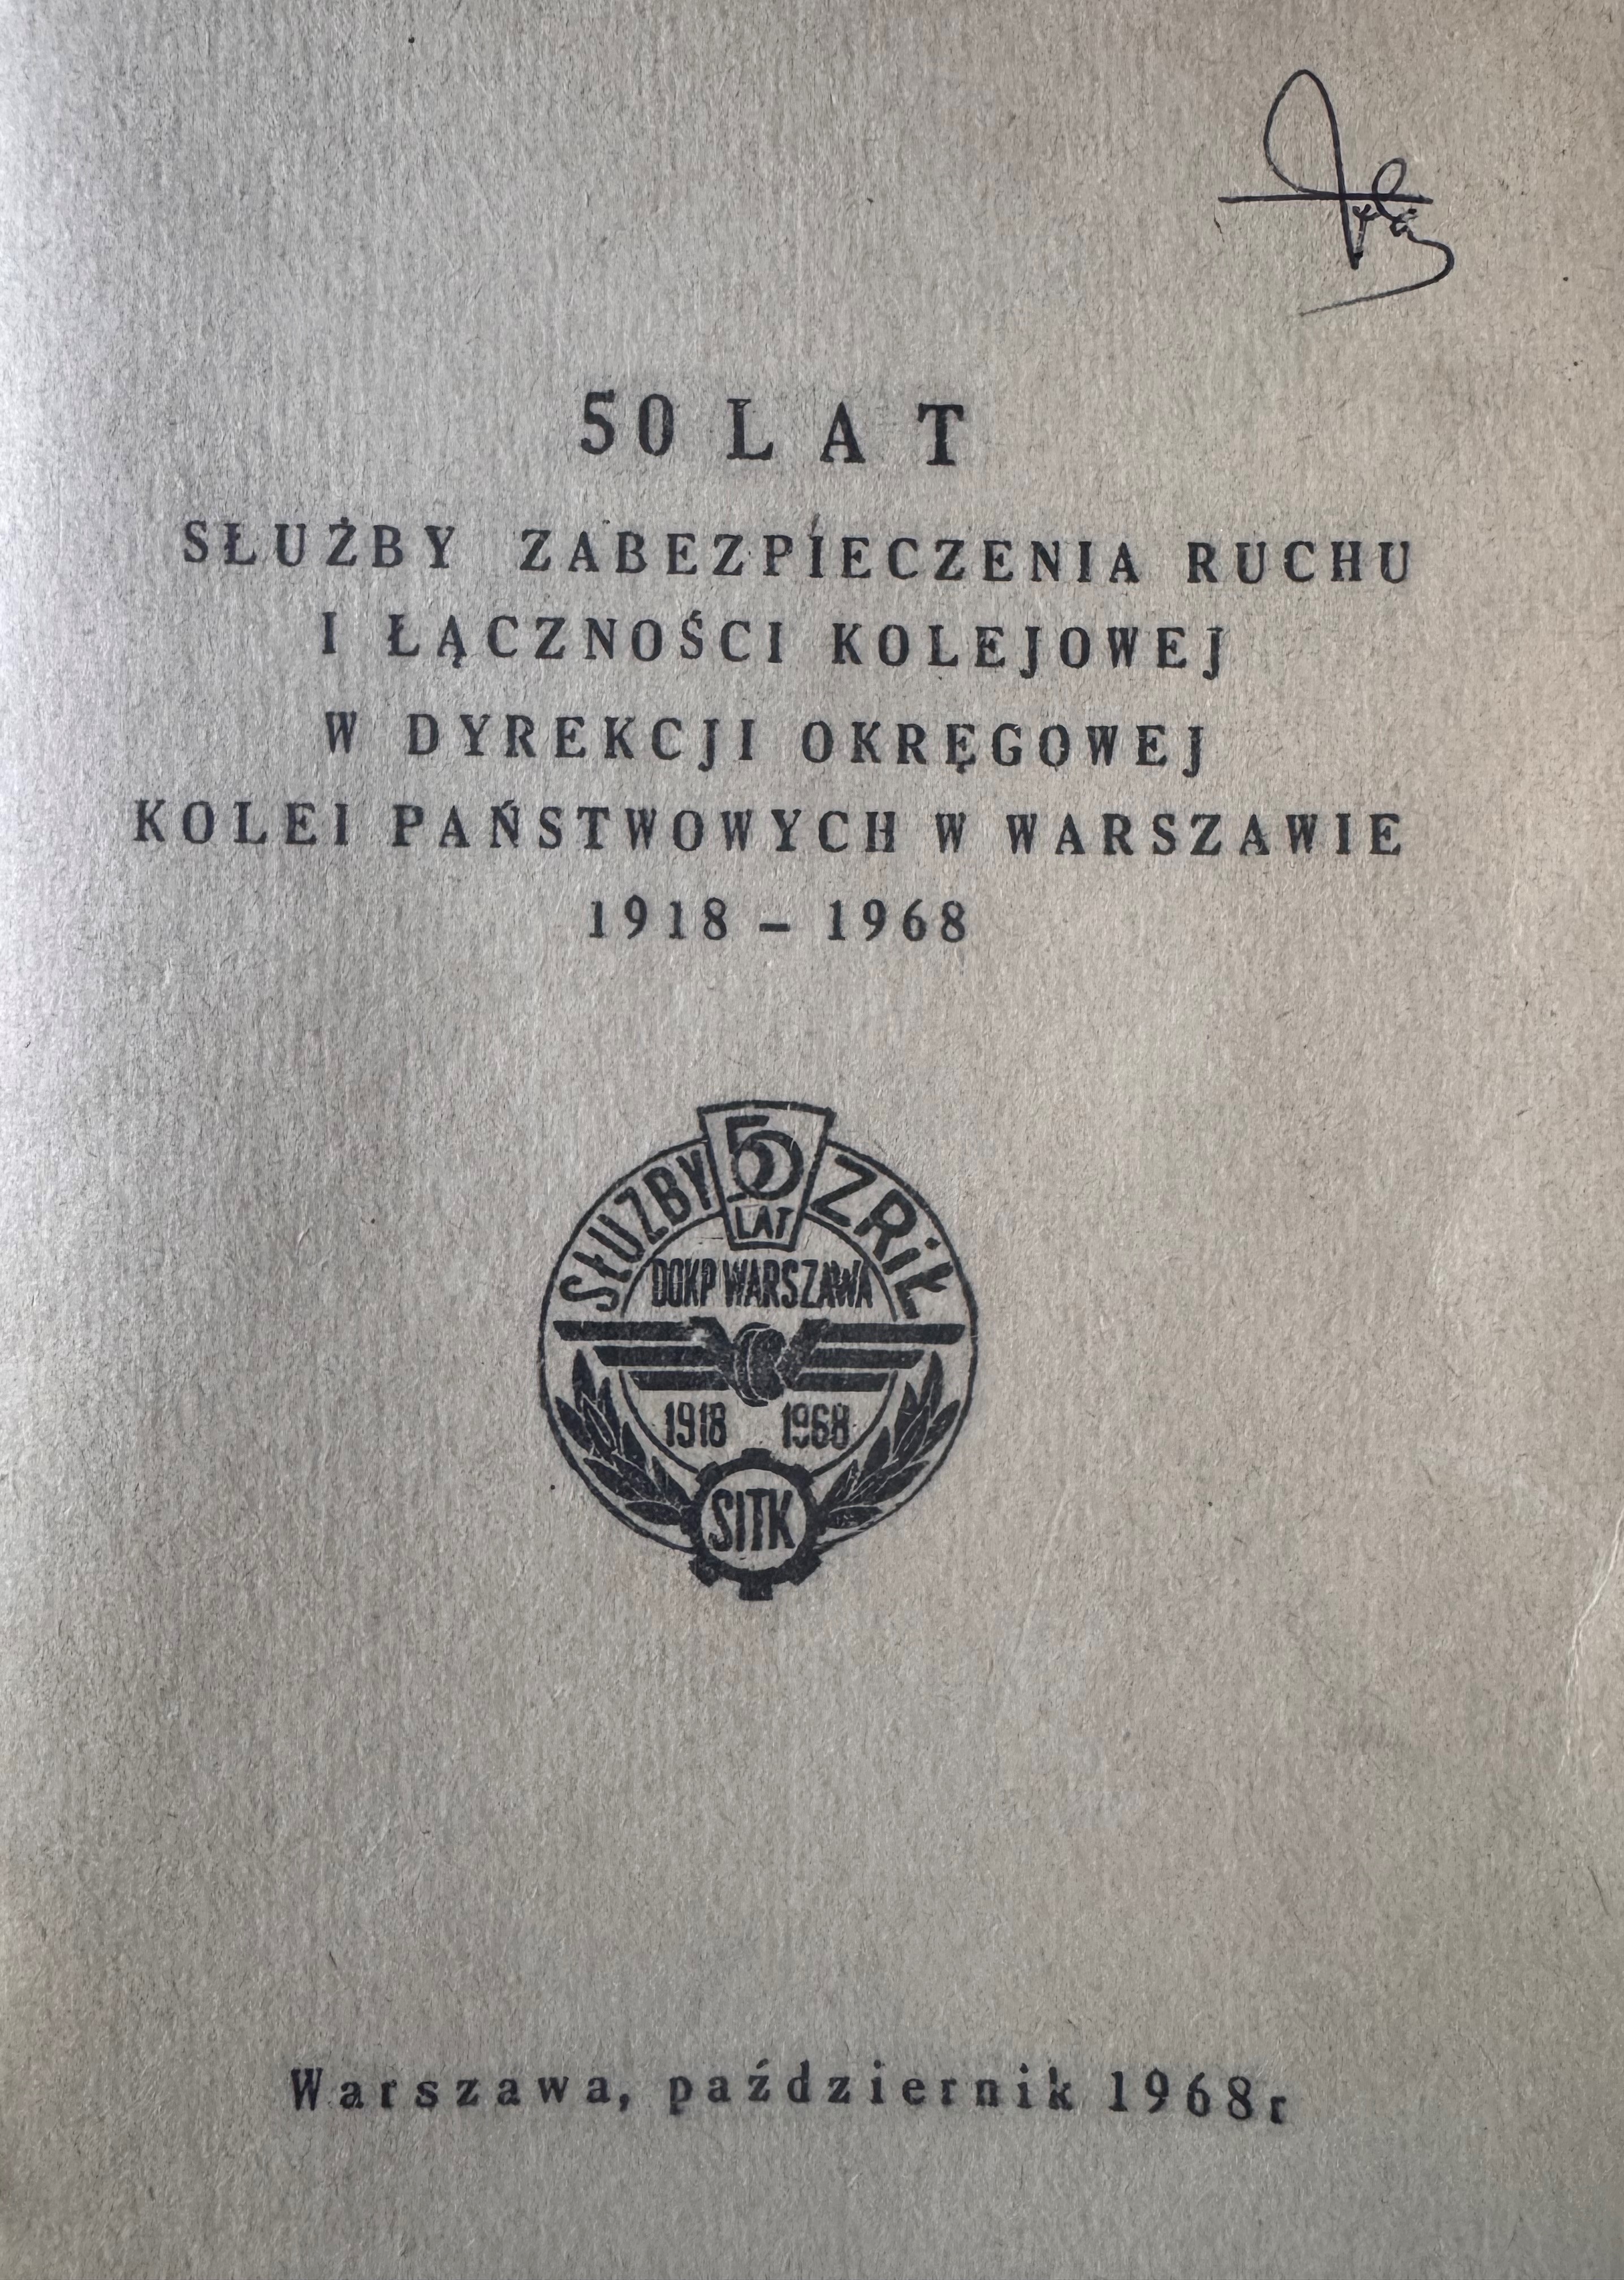 50 LAT
SŁUŻBY ZABEZPIECZENIA RUCHU
I ŁĄCZNOŚCI KOLEJOWEJ
W DYREKCJI OKRĘGOWEJ
KOLEI PAŃSTWOWYCH W WARSZAWIE
1918 – 1968
50
LAT
SŁUŻBY ZRiŁ
DOKP WARSZAWA
1918 1968
SITK
Warszawa, październik 1968r